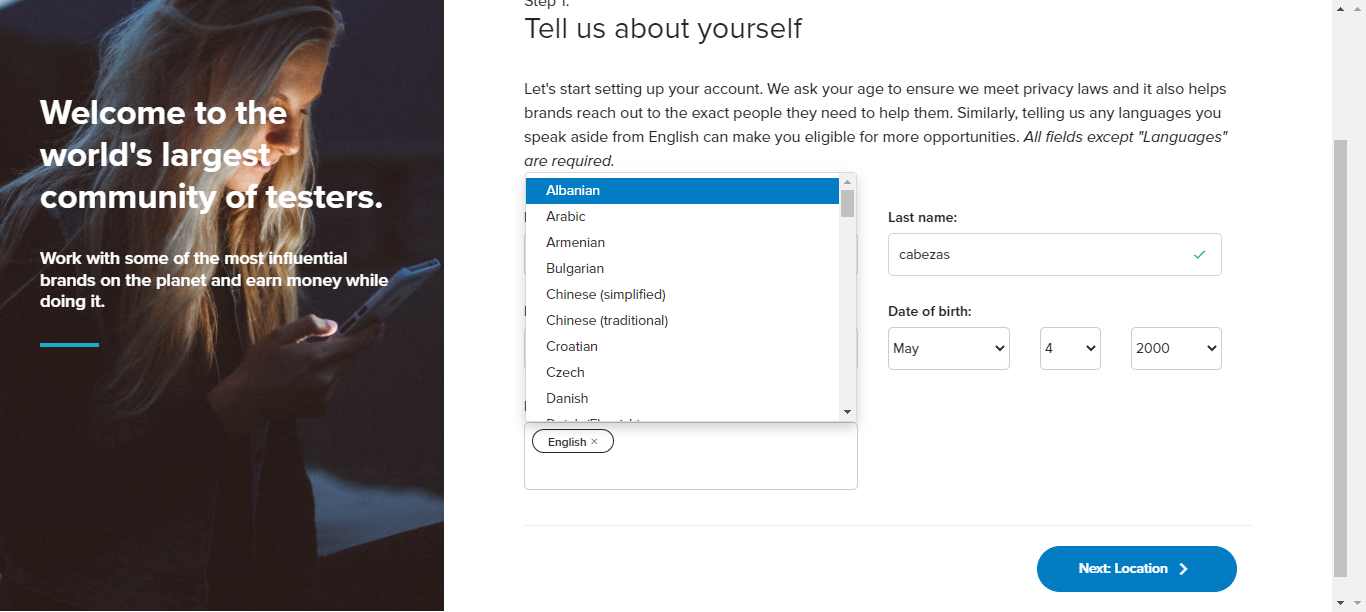 Welcome to the
world's largest
community of testers.
Work with some of the most influential
brands on the planet and earn money while
doing it.
Step 1.
Tell us about yourself
Let's start setting up your account. We ask your age to ensure we meet privacy laws and it also helps
brands reach out to the exact people they need to help them. Similarly, telling us any languages you
speak aside from English can make you eligible for more opportunities. All fields except "Languages"
are required.
Albanian
Arabic
Armenian
Bulgarian
Chinese (simplified)
Chinese (traditional)
Croatian
Czech
Danish
English ×
Last name:
cabezas
Date of birth:
May
4
2000
Next: Location